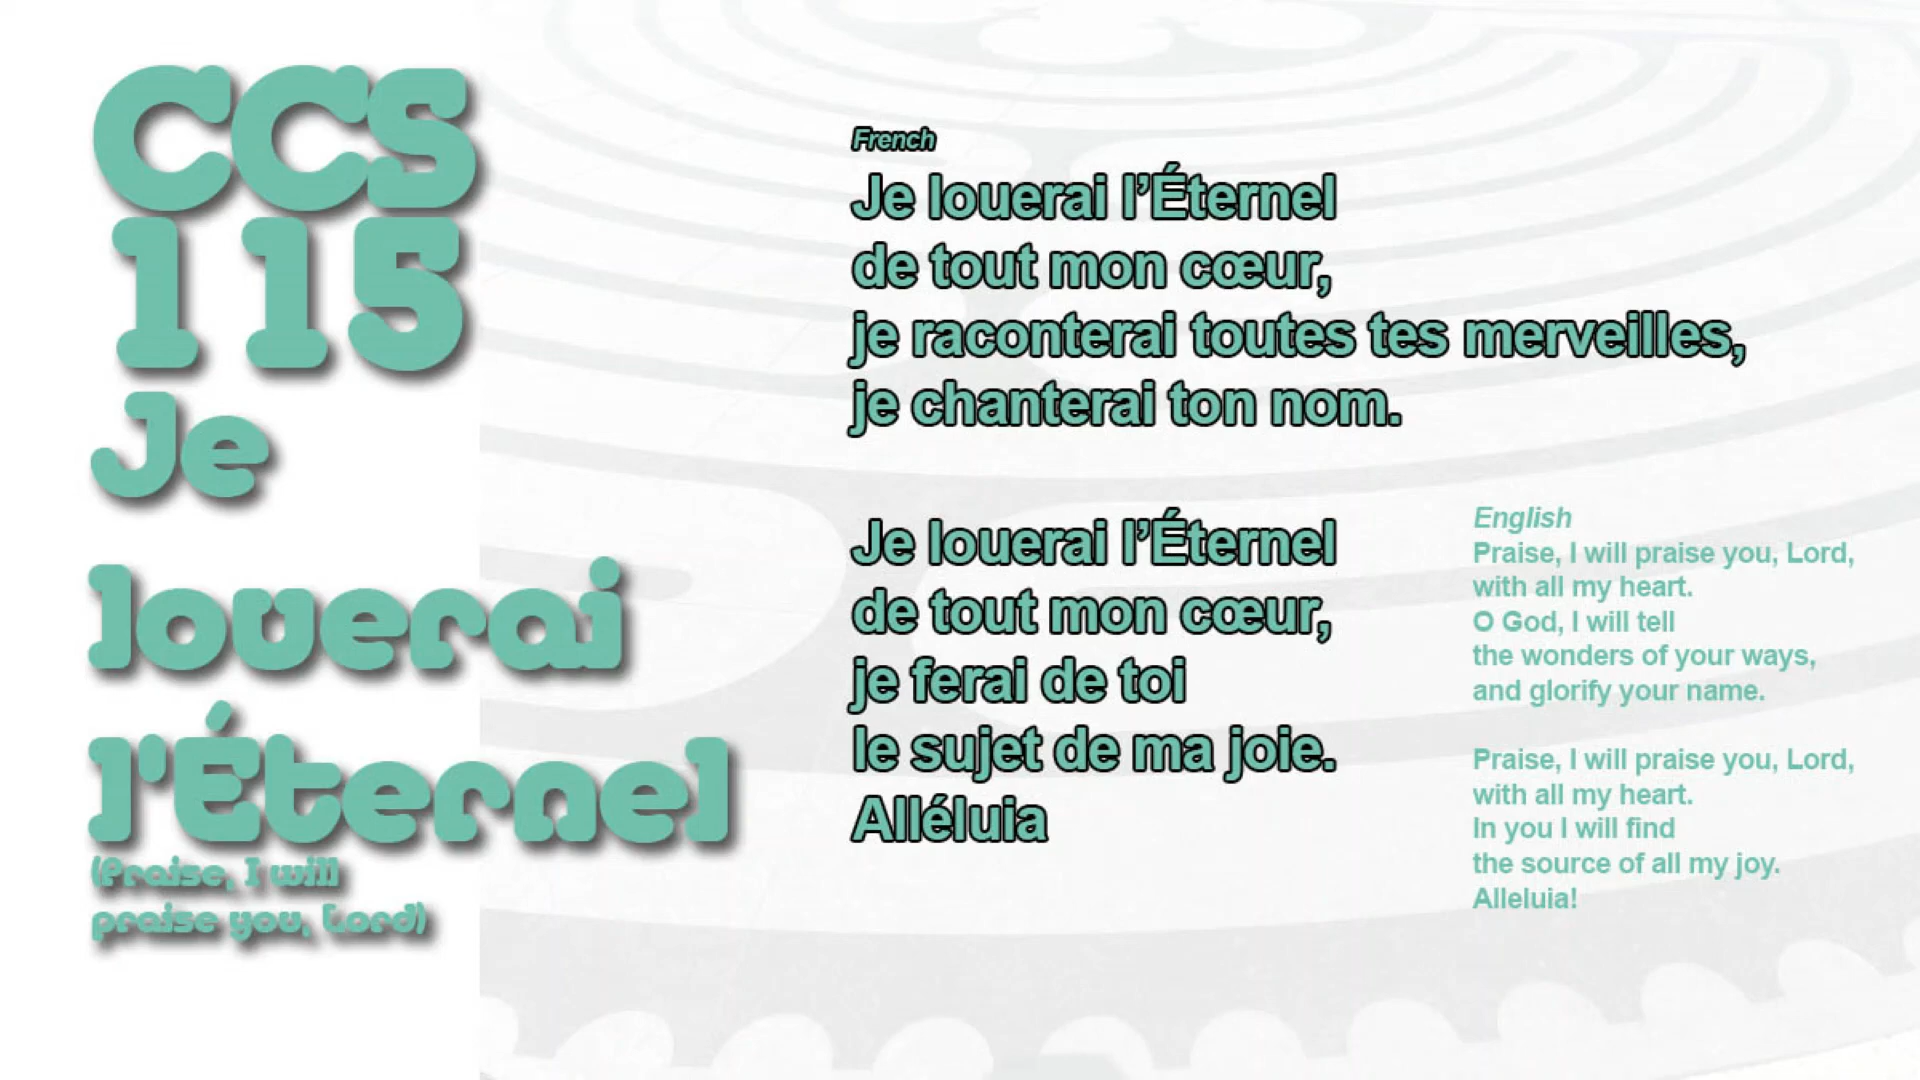 CCS
115
Je
louerai
l'Éternel
(Praise, I will
praise you, Lord)
French
Je louerai l’Éternel
de tout mon cœur,
je raconterai toutes tes merveilles,
je chanterai ton nom.
Je louerai l’Éternel
de tout mon cœur,
je ferai de toi
le sujet de ma joie.
Alléluia
English
Praise, I will praise you, Lord,
with all my heart.
O God, I will tell
the wonders of your ways,
and glorify your name.
Praise, I will praise you, Lord,
with all my heart.
In you I will find
the source of all my joy.
Alleluia!